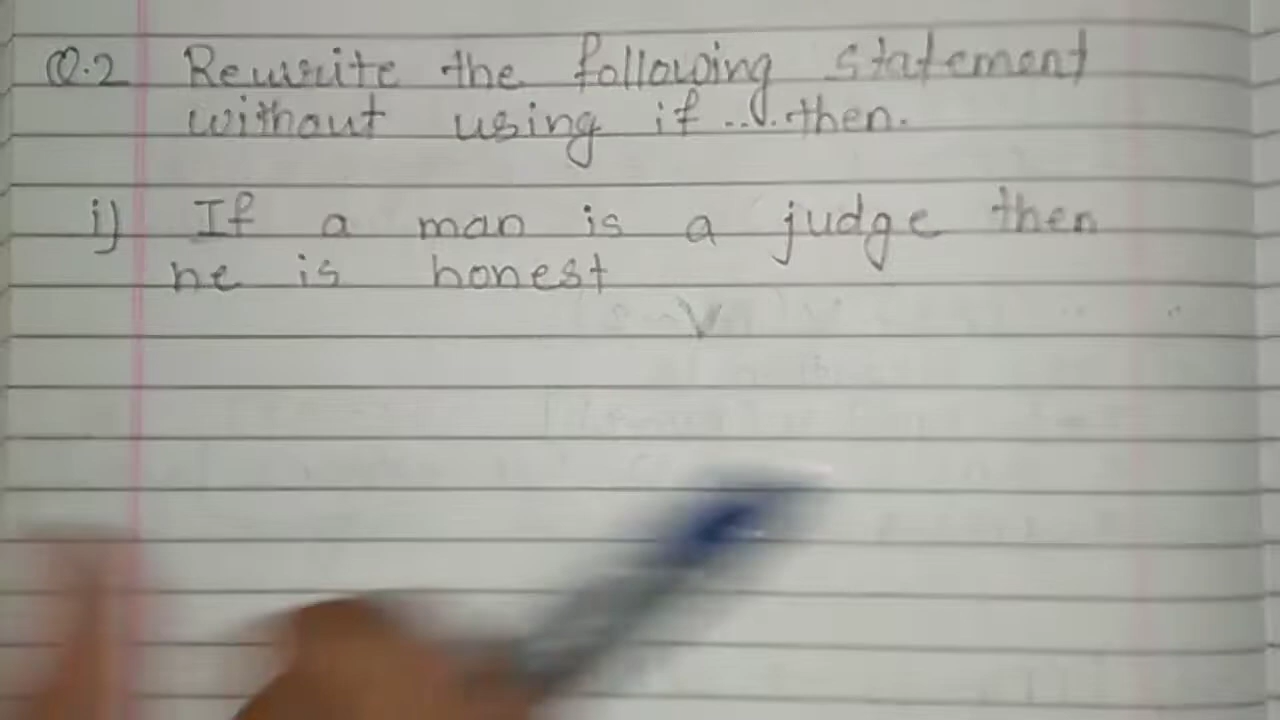 Q.2 Rewrite the following statement
without using if ... then.
i) If a man is a judge then
he is honest